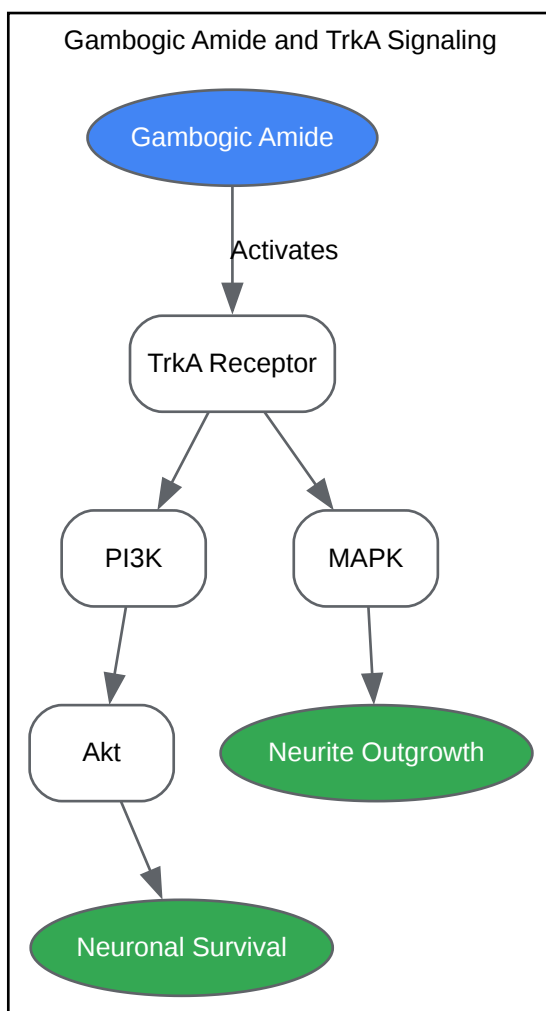 Gambogic Amide and TrkA Signaling
Gambogic Amide
Activates
TrkA Receptor
PI3K
MAPK
Akt
Neurite Outgrowth
Neuronal Survival